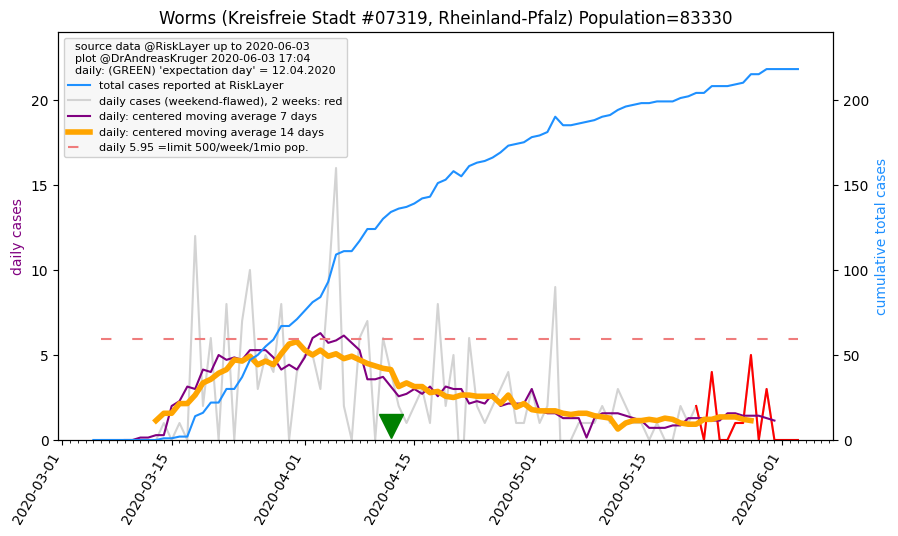 Worms (Kreisfreie Stadt #07319, Rheinland-Pfalz) Population=83330
source data @RiskLayer up to 2020-06-03
plot @DrAndreasKruger 2020-06-03 17:04
daily: (GREEN) 'expectation day' = 12.04.2020
total cases reported at RiskLayer
daily cases (weekend-flawed), 2 weeks: red
daily: centered moving average 7 days
daily: centered moving average 14 days
daily 5.95 =limit 500/week/1mio pop.
daily cases
20
15
10
5
0
cumulative total cases
200
150
100
50
0
2020-03-01
2020-03-15
2020-04-01
2020-04-15
2020-05-01
2020-05-15
2020-06-01